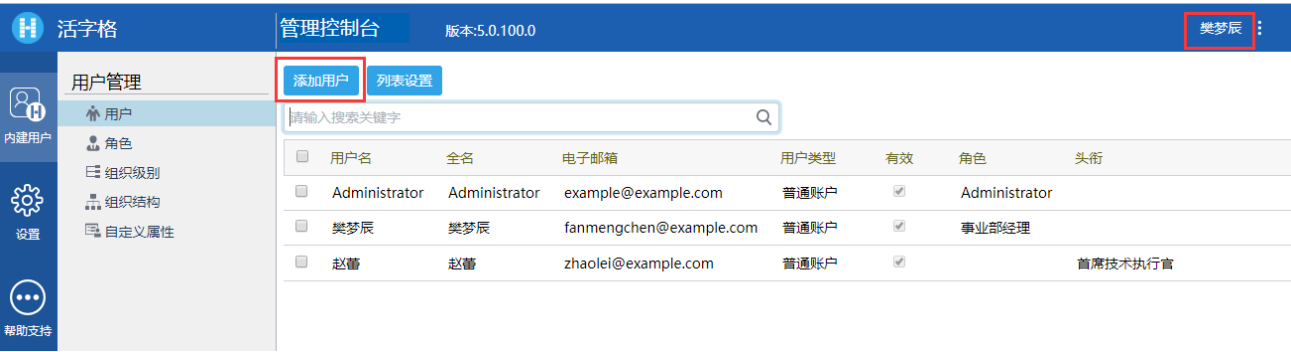 活字格 管理控制台 版本:5.0.100.0 樊梦辰
内建用户
设置
帮助支持
用户管理
用户
角色
组织级别
组织结构
自定义属性
添加用户 列表设置
请输入搜索关键字
用户名 全名 电子邮箱 用户类型 有效 角色 头衔
Administrator Administrator example@example.com 普通账户 Administrator
樊梦辰 樊梦辰 fanmengchen@example.com 普通账户 事业部经理
赵蕾 赵蕾 zhaolei@example.com 普通账户 首席技术执行官